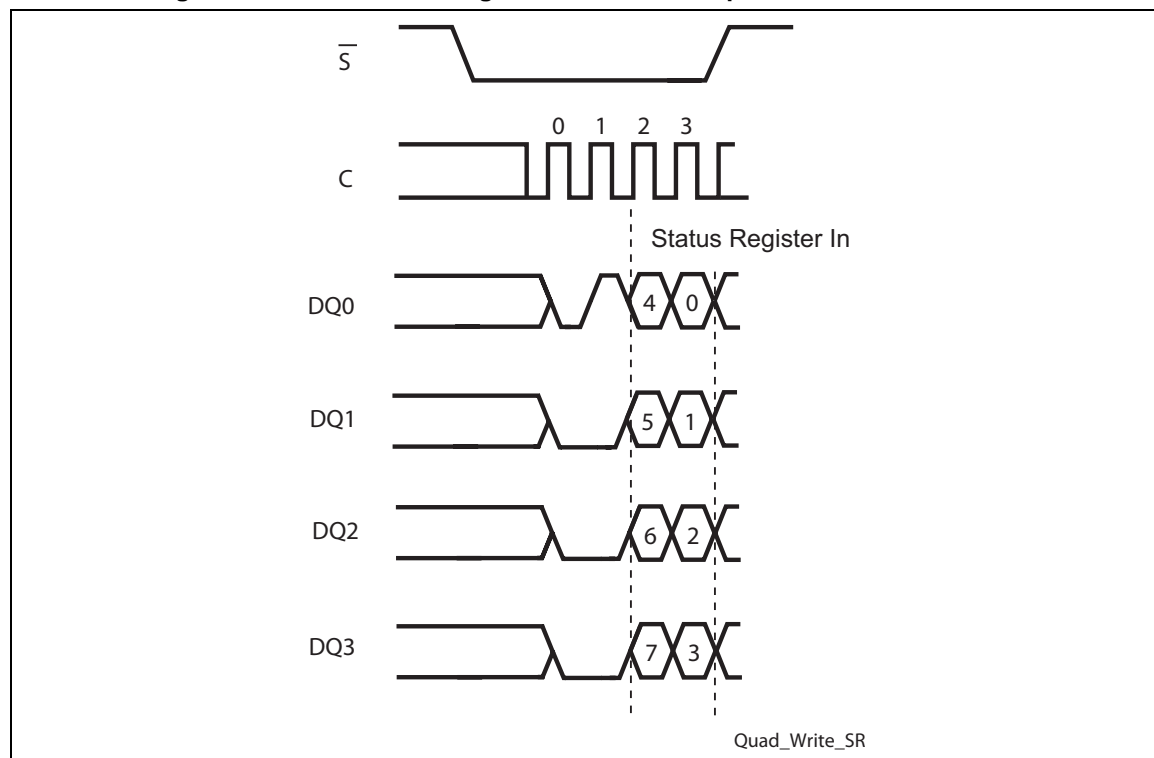 S̅
0 1 2 3
C
Status Register In
DQ0 4 0
DQ1 5 1
DQ2 6 2
DQ3 7 3
Quad_Write_SR